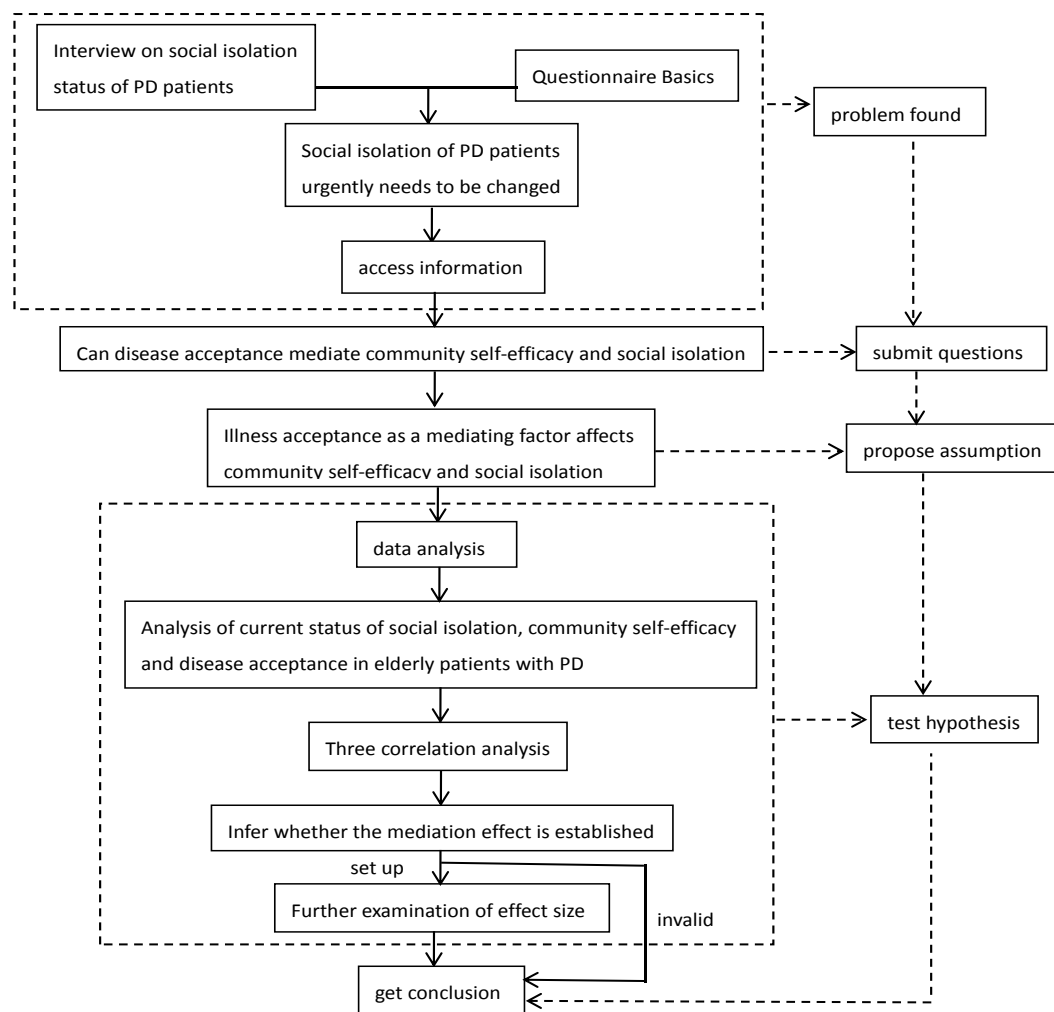 Interview on social isolation
status of PD patients
Questionnaire Basics
problem found
Social isolation of PD patients
urgently needs to be changed
access information
Can disease acceptance mediate community self-efficacy and social isolation
submit questions
Illness acceptance as a mediating factor affects
community self-efficacy and social isolation
propose assumption
data analysis
Analysis of current status of social isolation, community self-efficacy
and disease acceptance in elderly patients with PD
test hypothesis
Three correlation analysis
Infer whether the mediation effect is established
set up
Further examination of effect size
invalid
get conclusion